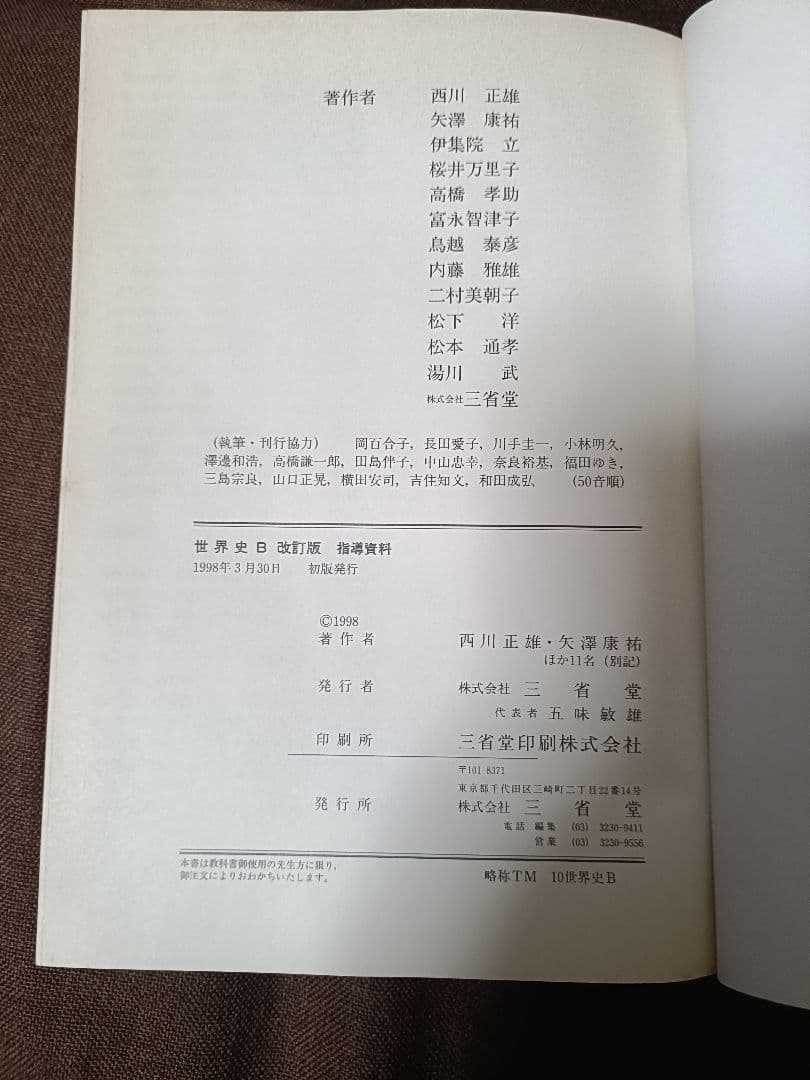 著作者 西川 正雄
矢澤 康祐
伊集院 立
桜井万里子
高橋 孝助
富永智津子
鳥越 泰彦
内藤 雅雄
二村美朝子
松下 洋
松本 通孝
湯川 武
株式会社 三省堂
(執筆・刊行協力) 岡百合子,長田愛子,川手圭一,小林明久,
澤邊和浩,高橋謙一郎,田島伴子,中山忠幸,奈良裕基,福田ゆき,
三島宗良,山口正晃,横田安司,吉住知文,和田成弘 (50音順)
世界史B 改訂版 指導資料
1998年3月30日 初版発行
©1998
著作者 西川正雄・矢澤康祐
ほか11名(別記)
発行者 株式会社 三省堂
代表者 五味敏雄
印刷所 三省堂印刷株式会社
〒101-8371
東京都千代田区三崎町二丁目22番14号
発行所 株式会社 三省堂
電話 編集 (03) 3230-9411
営業 (03) 3230-9556
本書は教科書御使用の先生方に限り,
御注文によりおわかちいたします。
略称TM 10世界史B